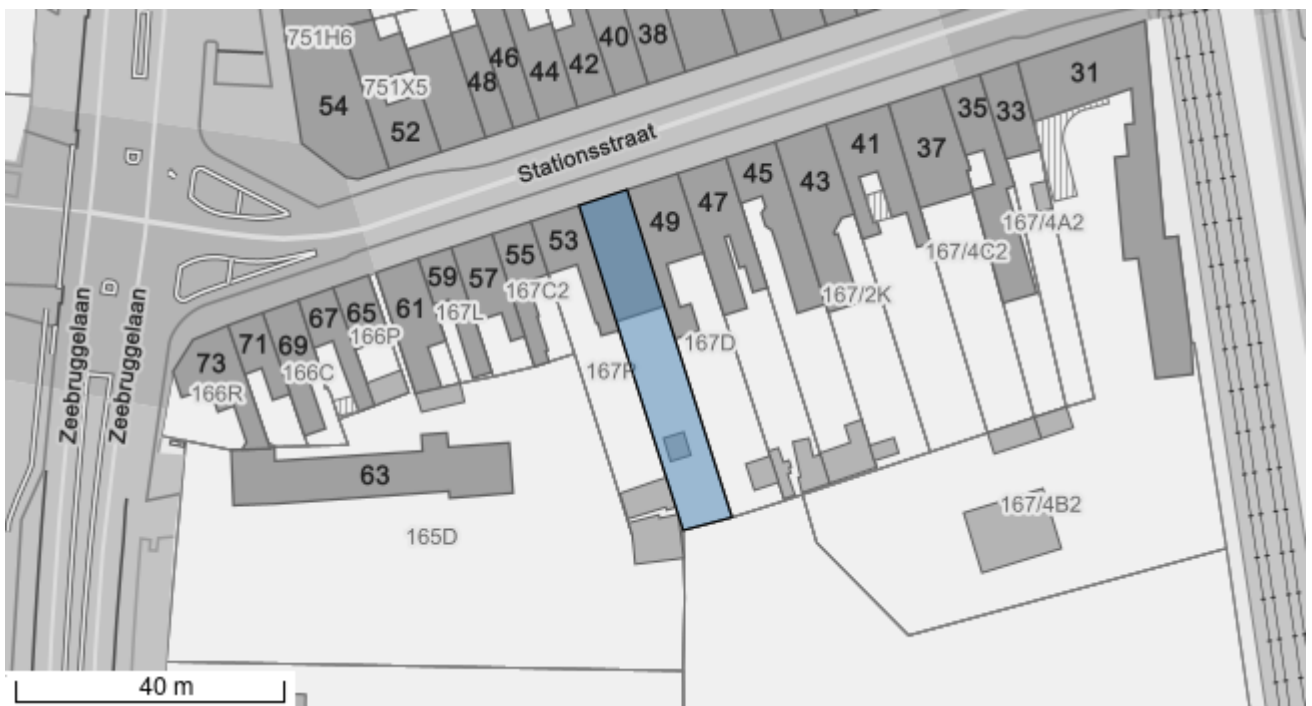 751H6
40
38
46
42
44
48
751X5
54
52
31
35
33
Stationsstraat
41
37
45
43
47
49
53
55
57
59
61
65
67
69
71
73
167/4A2
167/4C2
167/2K
167C2
167L
166P
166C
166R
167D
167P
63
165D
167/4B2
Zeebruggelaan
Zeebruggelaan
40 m